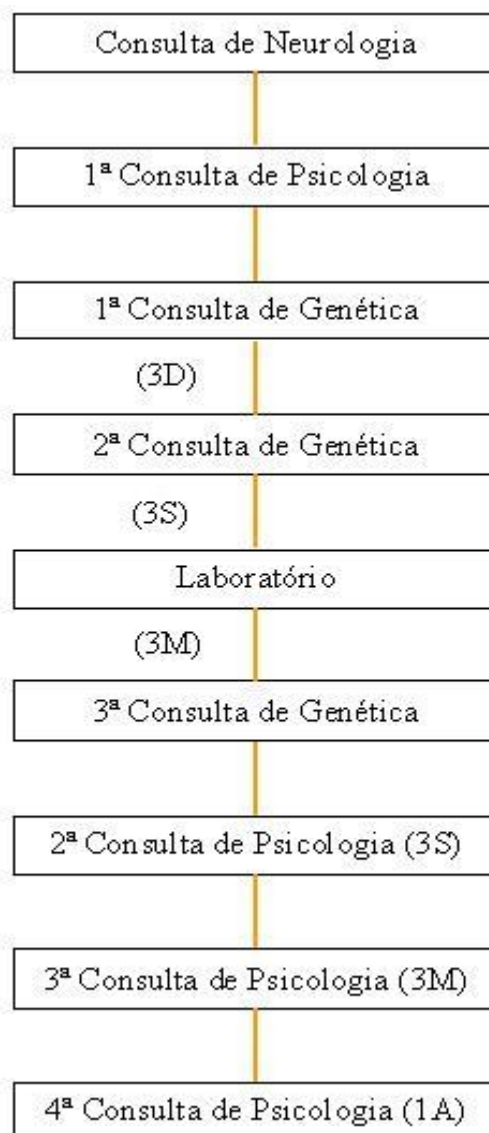 Consulta de Neurologia
1ª Consulta de Psicologia
1ª Consulta de Genética
(3D)
2ª Consulta de Genética
(3S)
Laboratório
(3M)
3ª Consulta de Genética
2ª Consulta de Psicologia (3S)
3ª Consulta de Psicologia (3M)
4ª Consulta de Psicologia (1A)